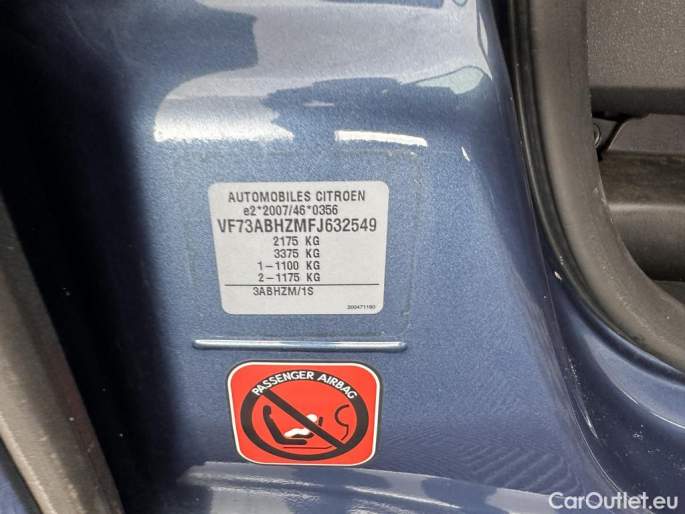 AUTOMOBILES CITROEN
e2*2007/46*0356
VF73ABHZMFJ632549
2175 KG
3375 KG
1-1100 KG
2-1175 KG
3ABHZM/1S
200471160
PASSENGER AIRBAG
CarOutlet.eu